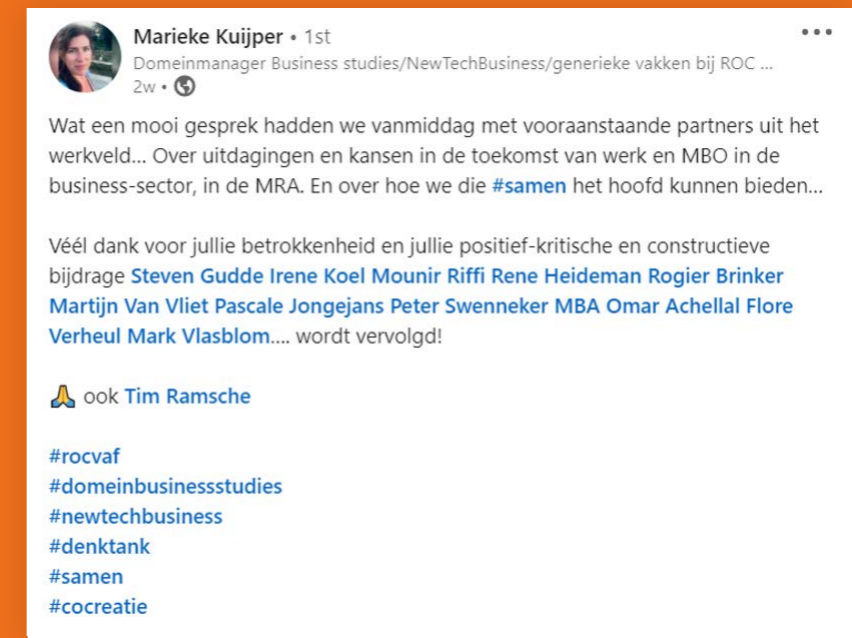 Marieke Kuijper • 1st
Domeinmanager Business studies/NewTechBusiness/generieke vakken bij ROC ...
2w •
Wat een mooi gesprek hadden we vanmiddag met vooraanstaande partners uit het
werkveld... Over uitdagingen en kansen in de toekomst van werk en MBO in de
business-sector, in de MRA. En over hoe we die #samen het hoofd kunnen bieden...
Véél dank voor jullie betrokkenheid en jullie positief-kritische en constructieve
bijdrage Steven Gudde Irene Koel Mounir Riffi Rene Heideman Rogier Brinker
Martijn Van Vliet Pascale Jongejans Peter Swenneker MBA Omar Achellal Flore
Verheul Mark Vlasblom.... wordt vervolgd!
🙏 ook Tim Ramsche
#rocvaf
#domeinbusinessstudies
#newtechbusiness
#denktank
#samen
#cocreatie